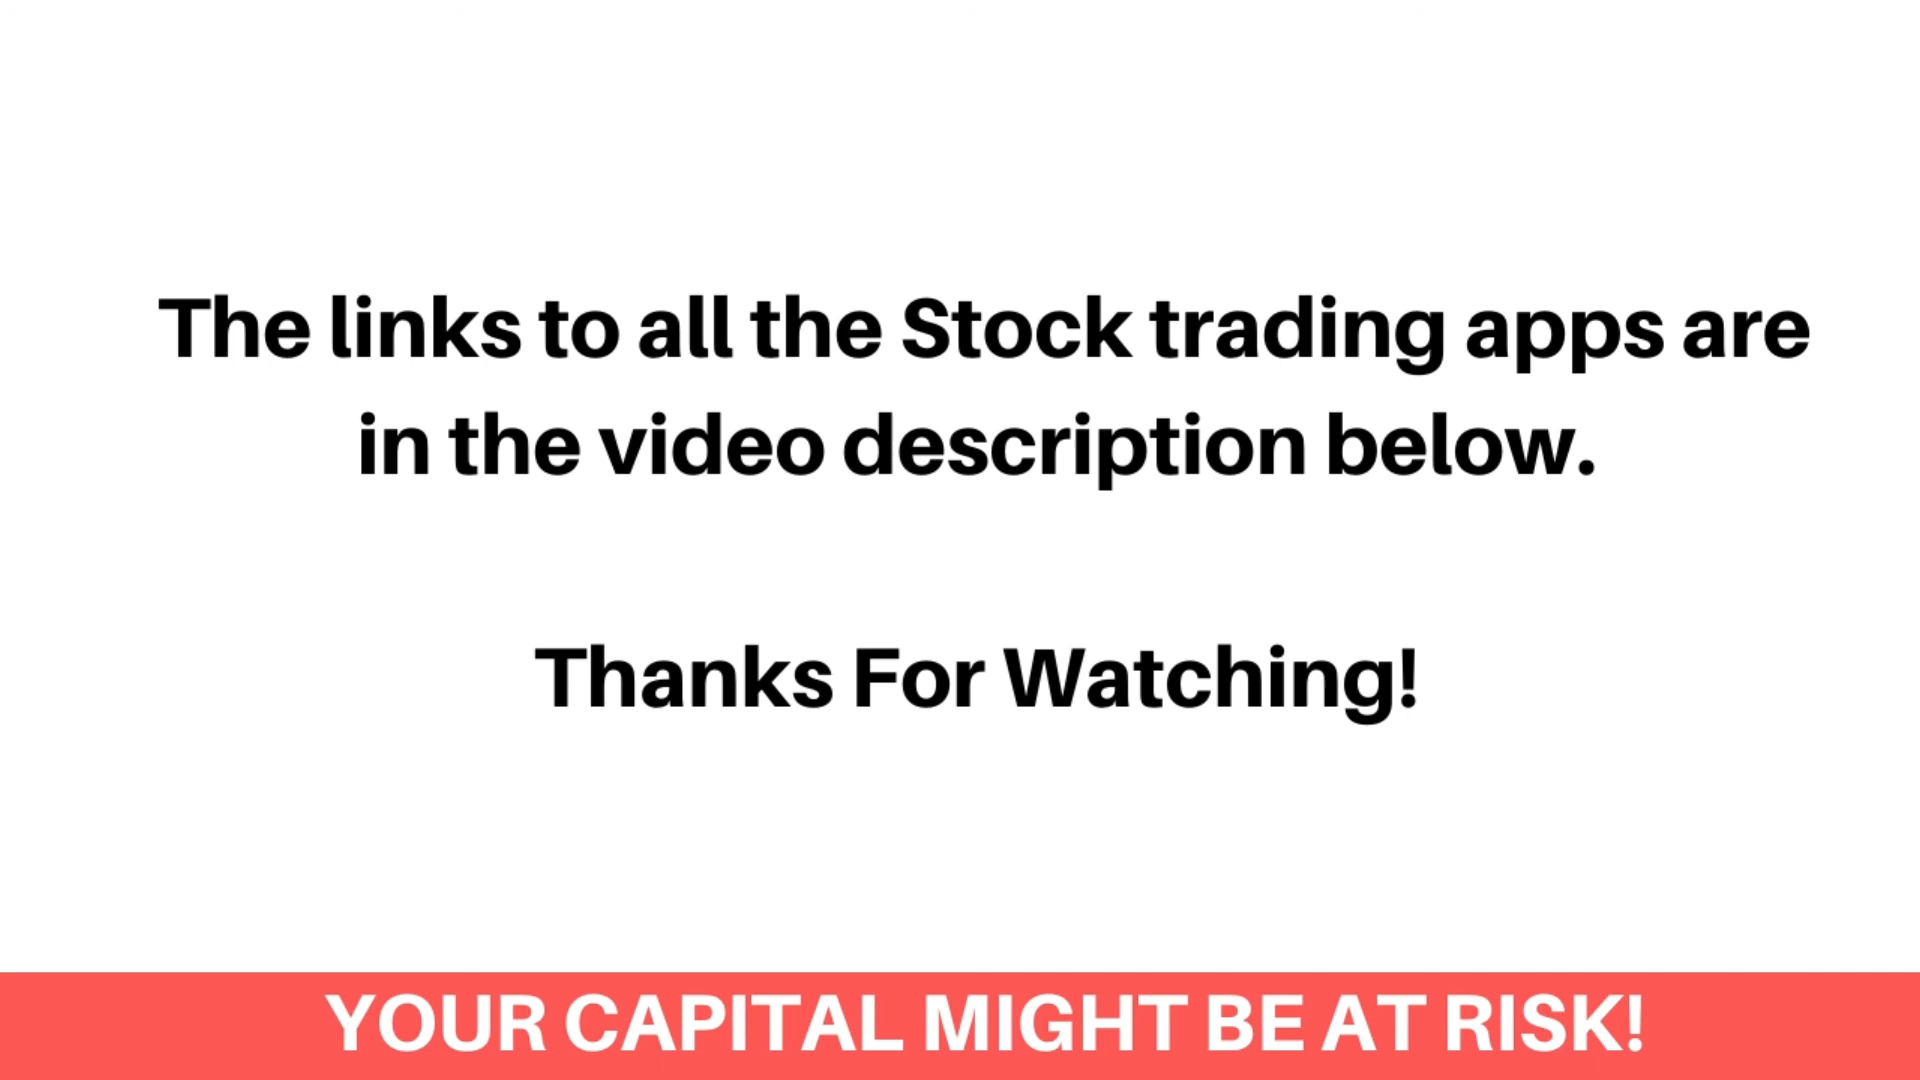 The links to all the Stock trading apps are
in the video description below.
Thanks For Watching!
YOUR CAPITAL MIGHT BE AT RISK!